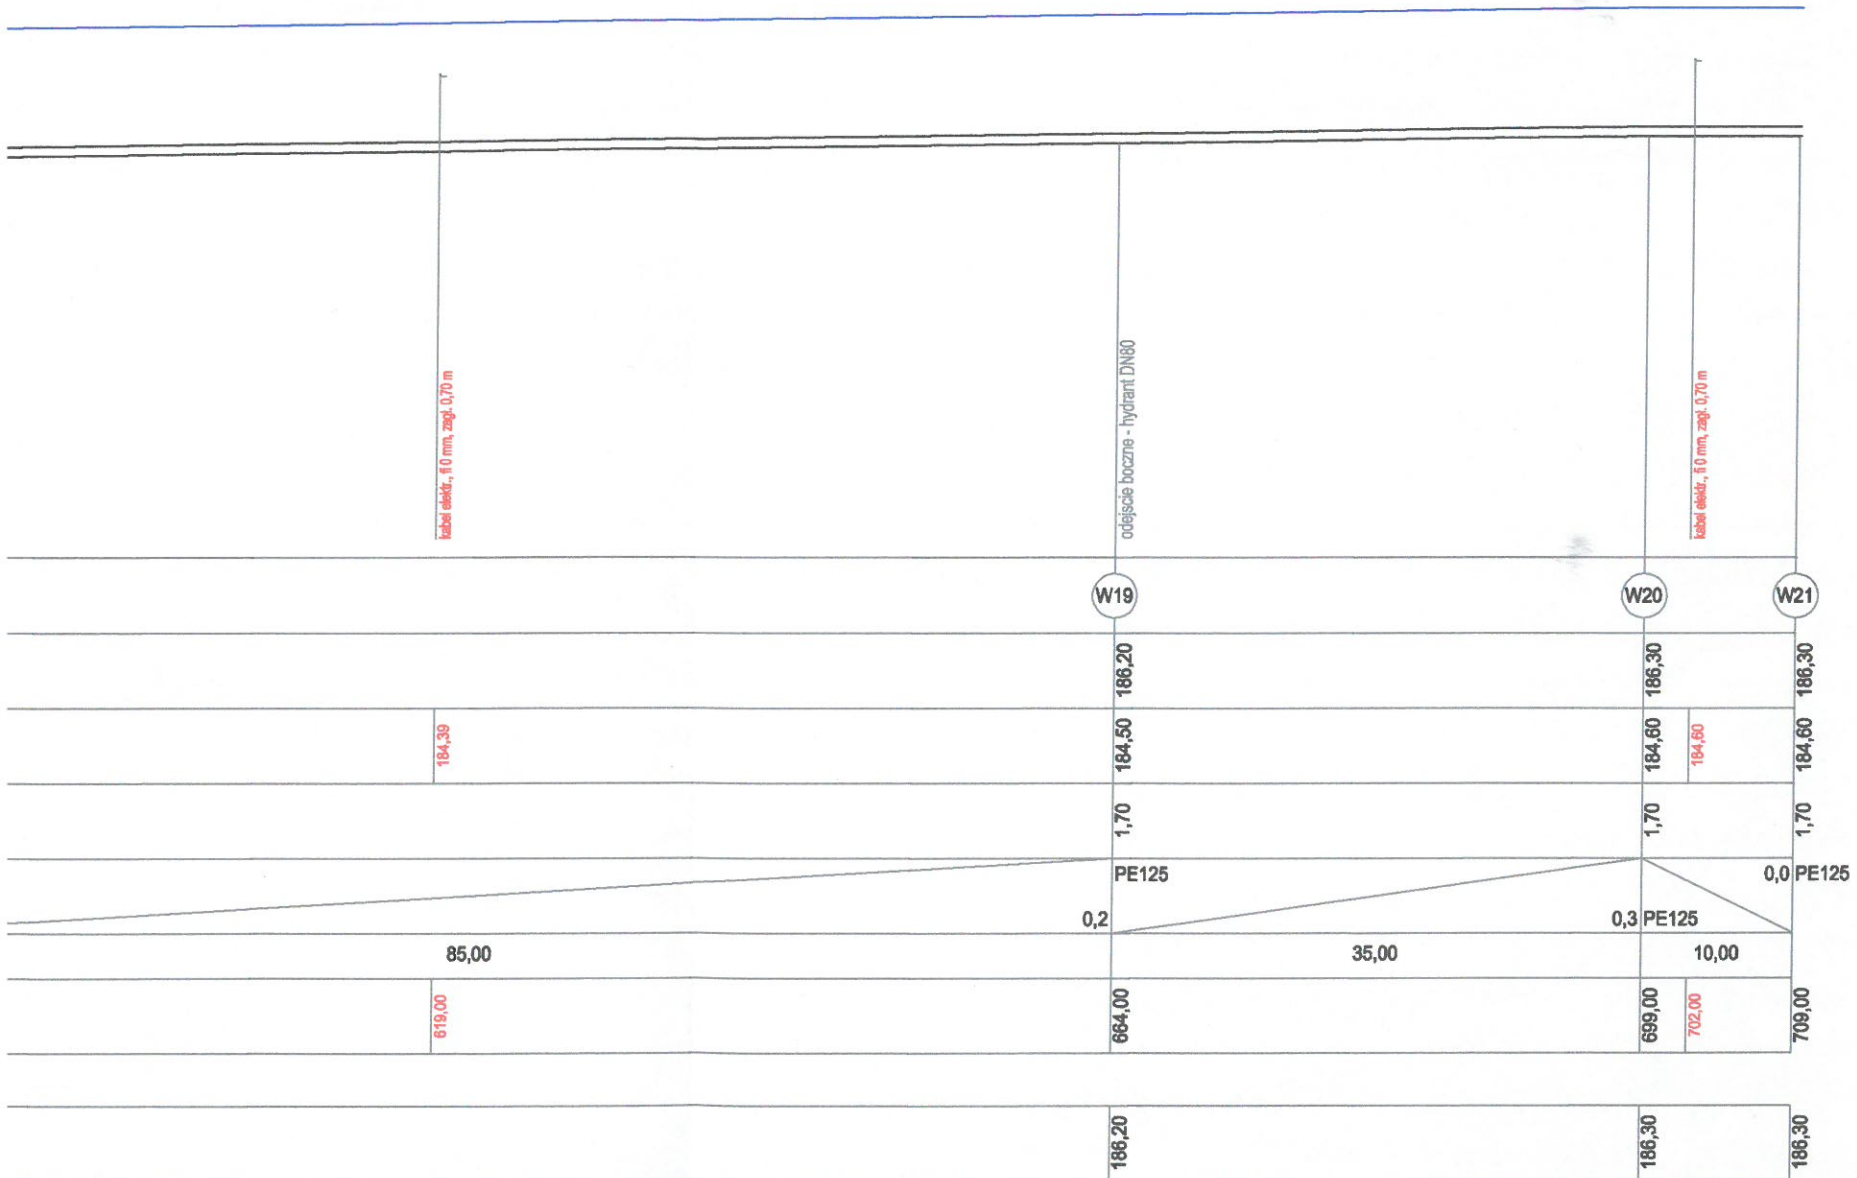 kabel elektr., fi 0 mm, zagł. 0,70 m
odejscie boczne - hydrant DN80
kabel elektr., fi 0 mm, zagł. 0,70 m
W19
W20
W21
186,20
186,30
186,30
184,39
184,50
184,60
184,60
184,60
1,70
1,70
1,70
PE125
0,0 PE125
0,2
0,3 PE125
85,00
35,00
10,00
619,00
664,00
699,00
702,00
709,00
186,20
186,30
186,30